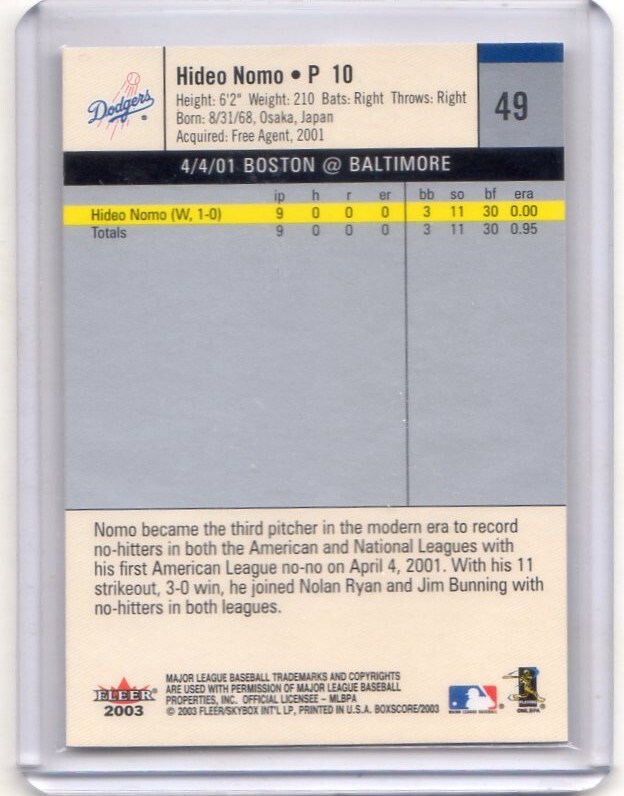 Dodgers
Hideo Nomo • P 10
Height: 6'2" Weight: 210 Bats: Right Throws: Right
Born: 8/31/68, Osaka, Japan
Acquired: Free Agent, 2001
49
4/4/01 BOSTON @ BALTIMORE
ip h r er bb so bf era
Hideo Nomo (W, 1-0) 9 0 0 0 3 11 30 0.00
Totals 9 0 0 0 3 11 30 0.95
Nomo became the third pitcher in the modern era to record
no-hitters in both the American and National Leagues with
his first American League no-no on April 4, 2001. With his 11
strikeout, 3-0 win, he joined Nolan Ryan and Jim Bunning with
no-hitters in both leagues.
FLEER
2003
MAJOR LEAGUE BASEBALL TRADEMARKS AND COPYRIGHTS
ARE USED WITH PERMISSION OF MAJOR LEAGUE BASEBALL
PROPERTIES, INC. OFFICIAL LICENSEE – MLBPA
© 2003 FLEER/SKYBOX INT'L LP, PRINTED IN U.S.A. BOXSCORE/2003